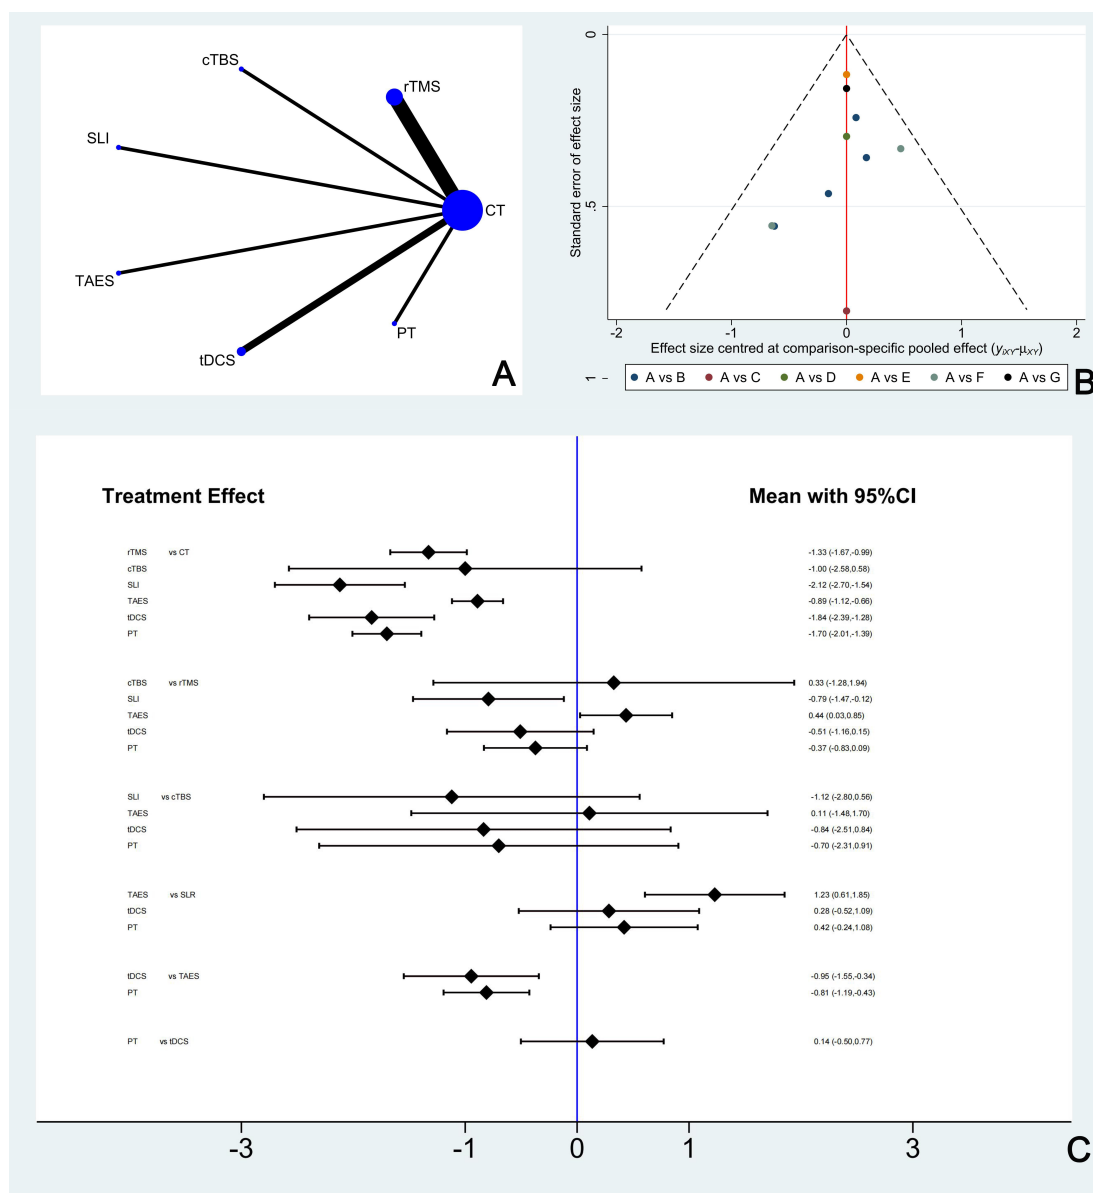 cTBS
rTMS
SLI
CT
TAES
PT
tDCS
A
0
.5
1
Standard error of effect size
-2 -1 0 1 2
Effect size centred at comparison-specific pooled effect (yiXY-μXY)
A vs B A vs C A vs D A vs E A vs F A vs G
B
Treatment Effect Mean with 95%CI
rTMS vs CT -1.33 (-1.67,-0.99)
cTBS -1.00 (-2.58,0.58)
SLI -2.12 (-2.70,-1.54)
TAES -0.89 (-1.12,-0.66)
tDCS -1.84 (-2.39,-1.28)
PT -1.70 (-2.01,-1.39)
cTBS vs rTMS 0.33 (-1.28,1.94)
SLI -0.79 (-1.47,-0.12)
TAES 0.44 (0.03,0.85)
tDCS -0.51 (-1.16,0.15)
PT -0.37 (-0.83,0.09)
SLI vs cTBS -1.12 (-2.80,0.56)
TAES 0.11 (-1.48,1.70)
tDCS -0.84 (-2.51,0.84)
PT -0.70 (-2.31,0.91)
TAES vs SLR 1.23 (0.61,1.85)
tDCS 0.28 (-0.52,1.09)
PT 0.42 (-0.24,1.08)
tDCS vs TAES -0.95 (-1.55,-0.34)
PT -0.81 (-1.19,-0.43)
PT vs tDCS 0.14 (-0.50,0.77)
-3 -1 0 1 3
C